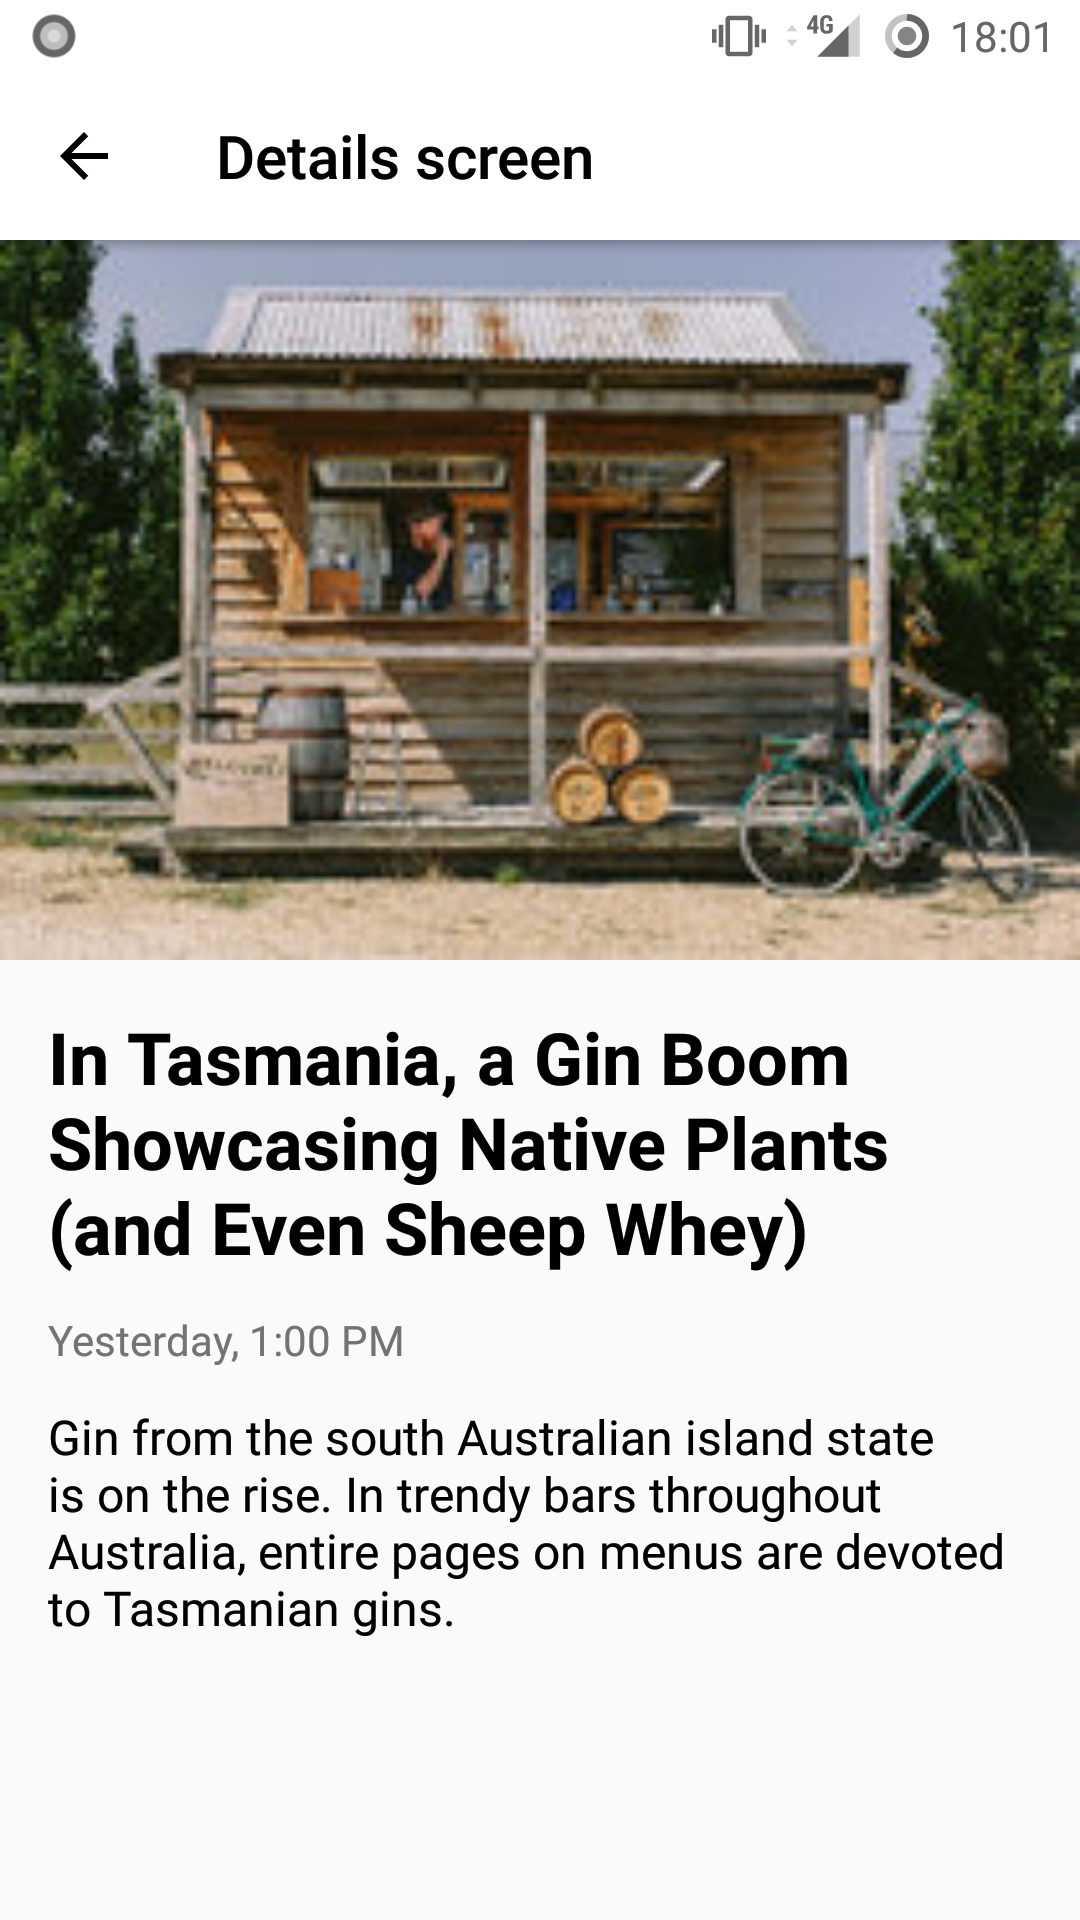 4G 18:01
Details screen
In Tasmania, a Gin Boom
Showcasing Native Plants
(and Even Sheep Whey)
Yesterday, 1:00 PM
Gin from the south Australian island state
is on the rise. In trendy bars throughout
Australia, entire pages on menus are devoted
to Tasmanian gins.